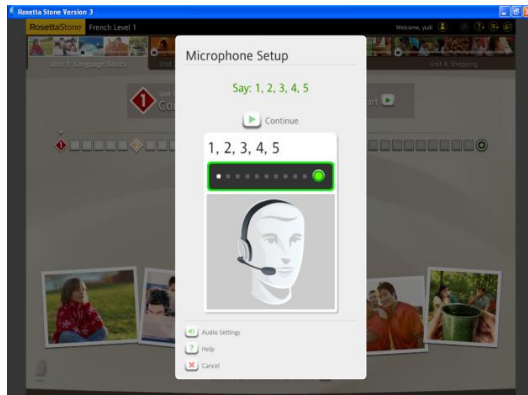 Rosetta Stone Version 3
RosettaStone French Level 1
Welcome, yudi
Unit 1: Language Basics
Unit 4: Shopping
Microphone Setup
Say: 1, 2, 3, 4, 5
Continue
1, 2, 3, 4, 5
Audio Settings
? Help
Cancel